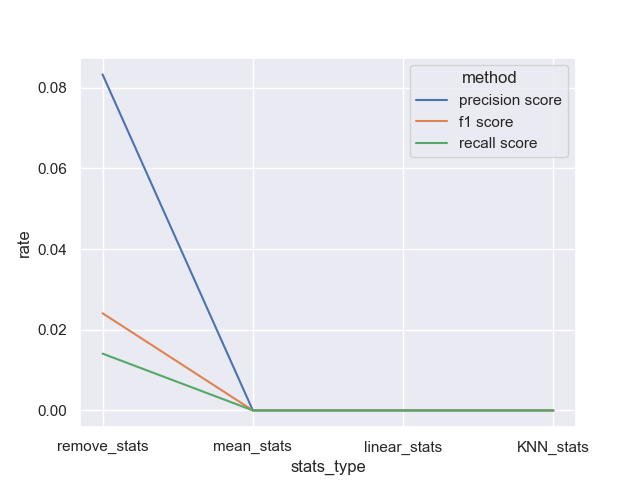 method
precision score
f1 score
recall score
0.08
0.06
0.04
0.02
0.00
rate
remove_stats mean_stats linear_stats KNN_stats
stats_type